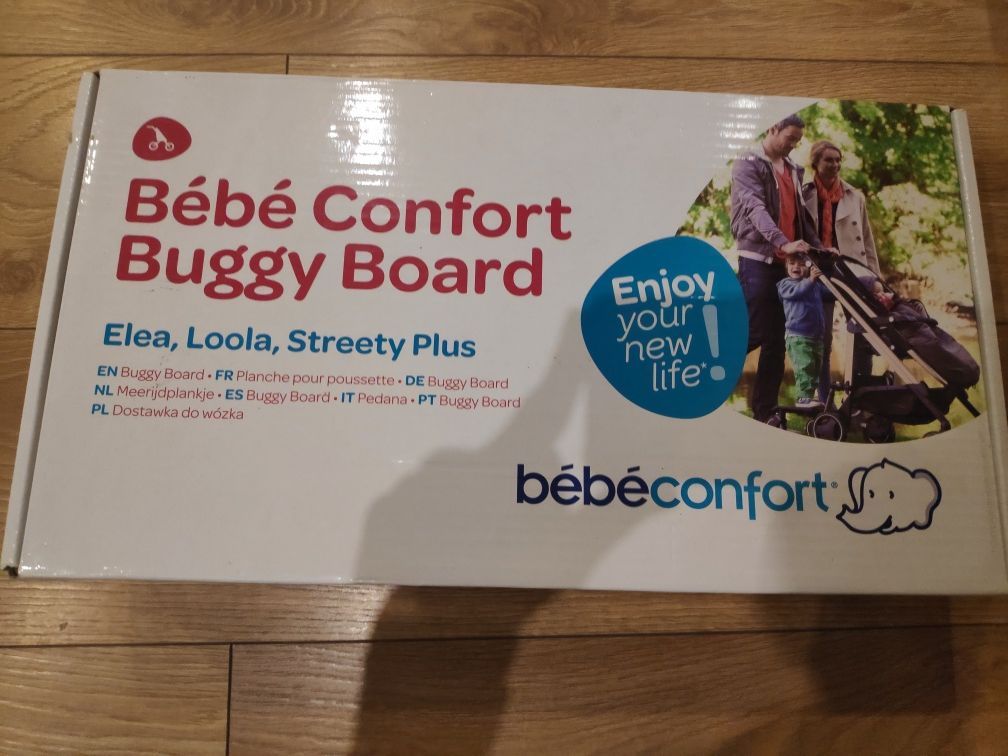 Bébé Confort
Buggy Board
Elea, Loola, Streety Plus
EN Buggy Board • FR Planche pour poussette • DE Buggy Board
NL Meerijdplankje • ES Buggy Board • IT Pedana • PT Buggy Board
PL Dostawka do wózka
Enjoy
your
new
life*!
bébéconfort®